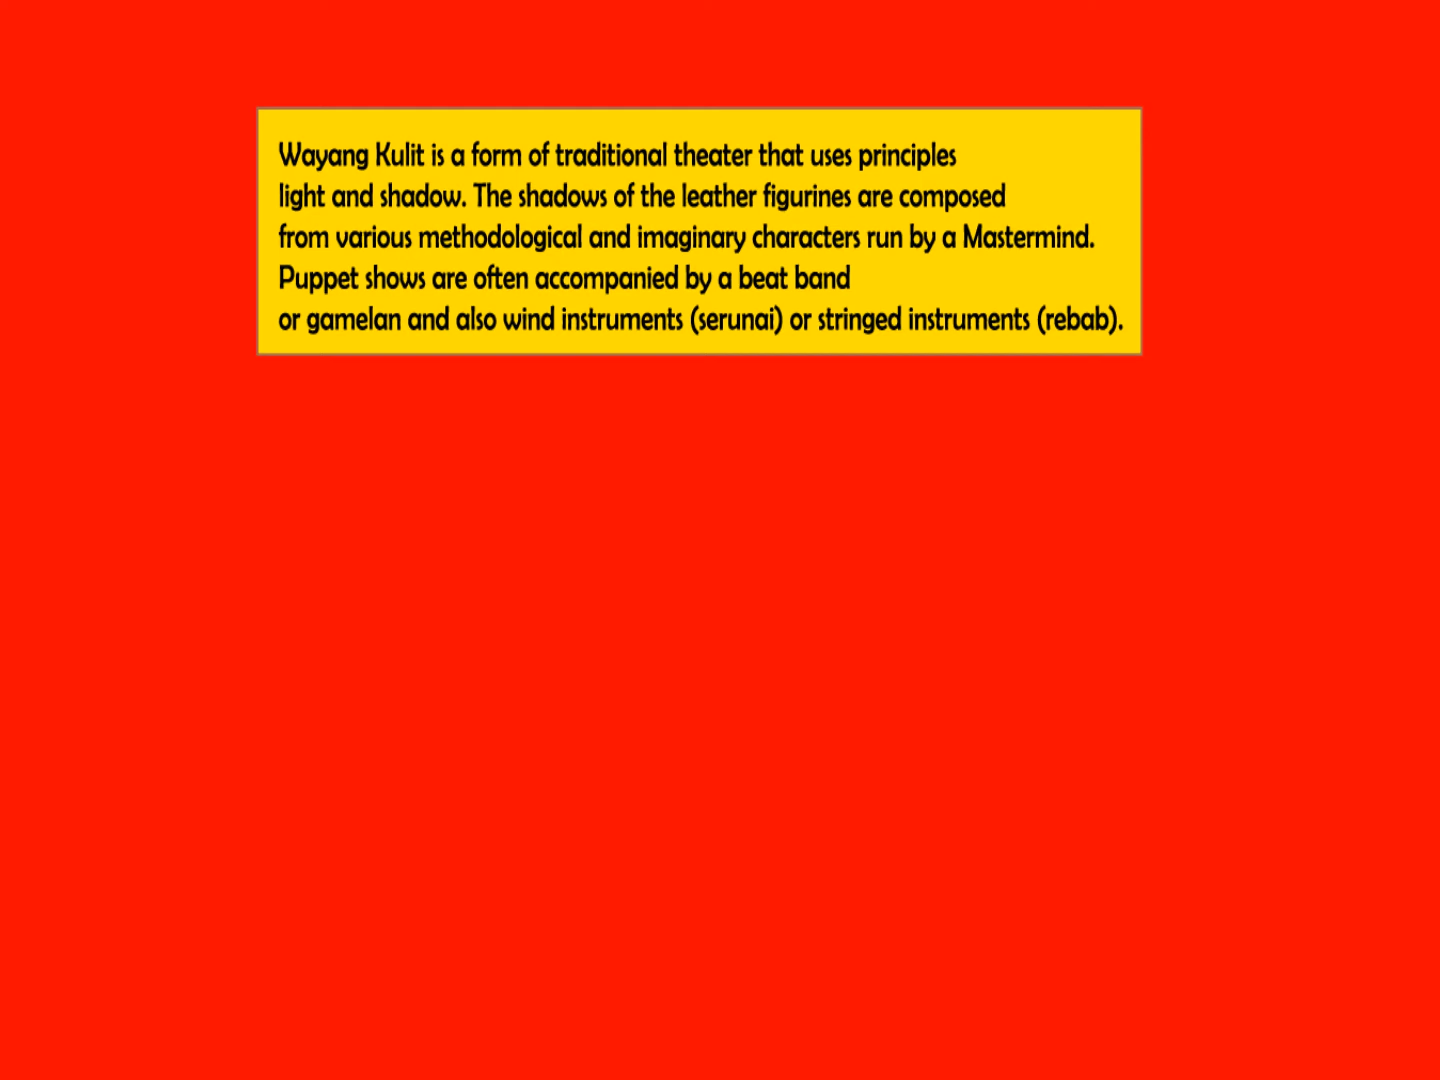 Wayang Kulit is a form of traditional theater that uses principles
light and shadow. The shadows of the leather figurines are composed
from various methodological and imaginary characters run by a Mastermind.
Puppet shows are often accompanied by a beat band
or gamelan and also wind instruments (serunai) or stringed instruments (rebab).